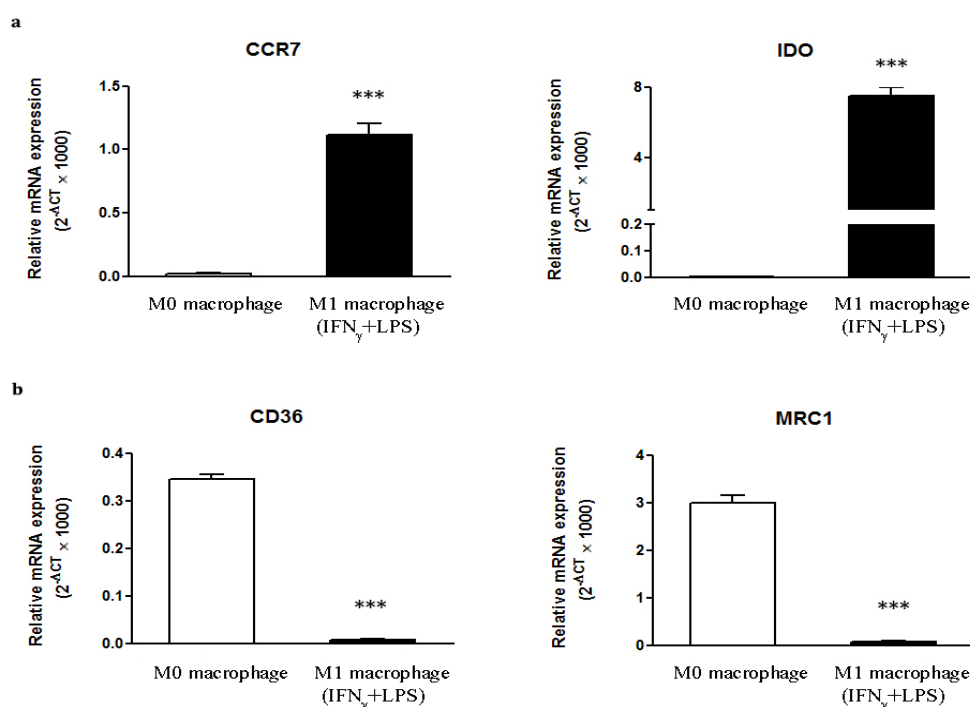 a
CCR7
Relative mRNA expression
(2-ΔCT × 1000)
1.5
1.0
0.5
0.0
***
M0 macrophage
M1 macrophage
(IFNγ+LPS)
IDO
Relative mRNA expression
(2-ΔCT × 1000)
8
4
0.2
0.1
0.0
***
M0 macrophage
M1 macrophage
(IFNγ+LPS)
b
CD36
Relative mRNA expression
(2-ΔCT × 1000)
0.4
0.3
0.2
0.1
0.0
***
M0 macrophage
M1 macrophage
(IFNγ+LPS)
MRC1
Relative mRNA expression
(2-ΔCT × 1000)
4
3
2
1
0
***
M0 macrophage
M1 macrophage
(IFNγ+LPS)